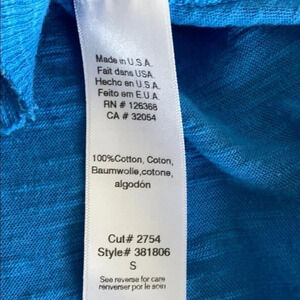 Made in U.S.A.
Fait dans USA.
Hecho en U.S.A.
Feito em E.U.A.
RN # 126368
CA # 32054
100%Cotton, Coton,
Baumwolle,cotone,
algodón
Cut# 2754
Style# 381806
S
See reverse for care
renverser por le soin